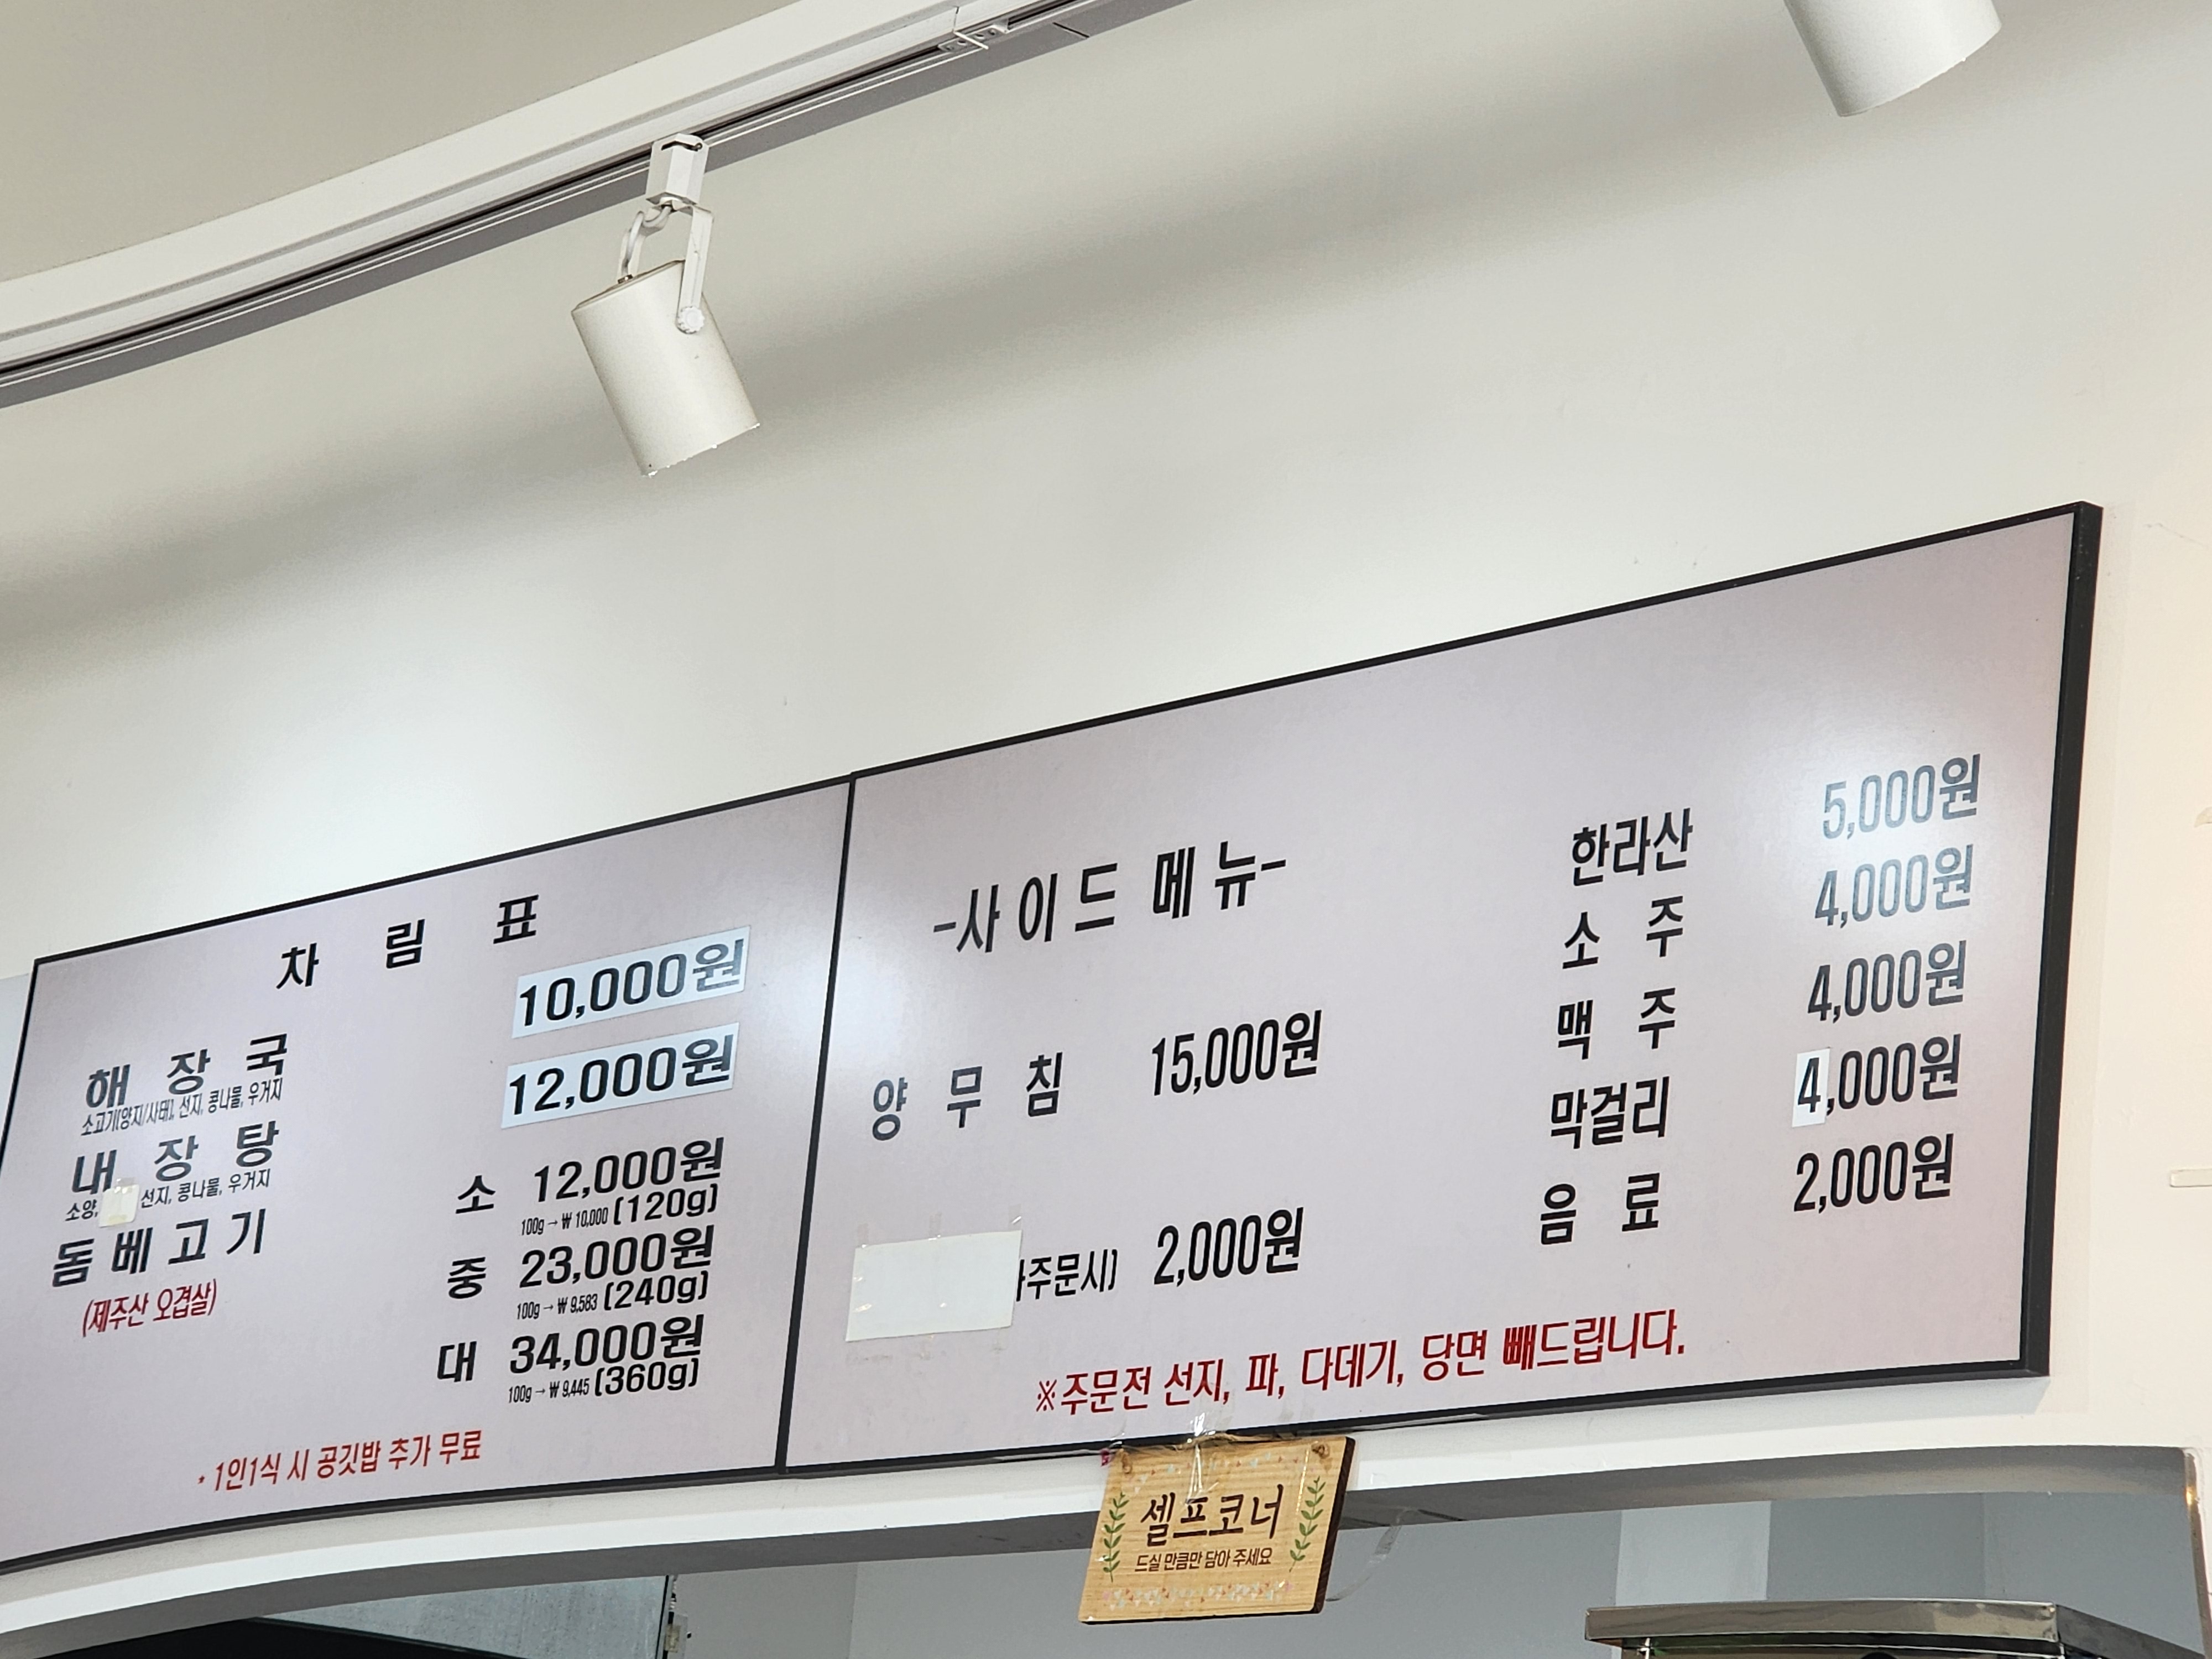 차 림 표
해 장 국 10,000원
소고기(양지/사태), 선지, 콩나물, 우거지
내 장 탕 12,000원
소양, 선지, 콩나물, 우거지
돔베고기 소 12,000원
100g → ₩ 10,000 (120g)
(제주산 오겹살)
중 23,000원
100g → ₩ 9,583 (240g)
대 34,000원
100g → ₩ 9,445 (360g)
* 1인1식 시 공깃밥 추가 무료
-사이드 메뉴-
양 무 침 15,000원
주문시) 2,000원
한라산 5,000원
소 주 4,000원
맥 주 4,000원
막걸리 4,000원
음 료 2,000원
※주문전 선지, 파, 다데기, 당면 빼드립니다.
셀프코너
드실 만큼만 담아 주세요